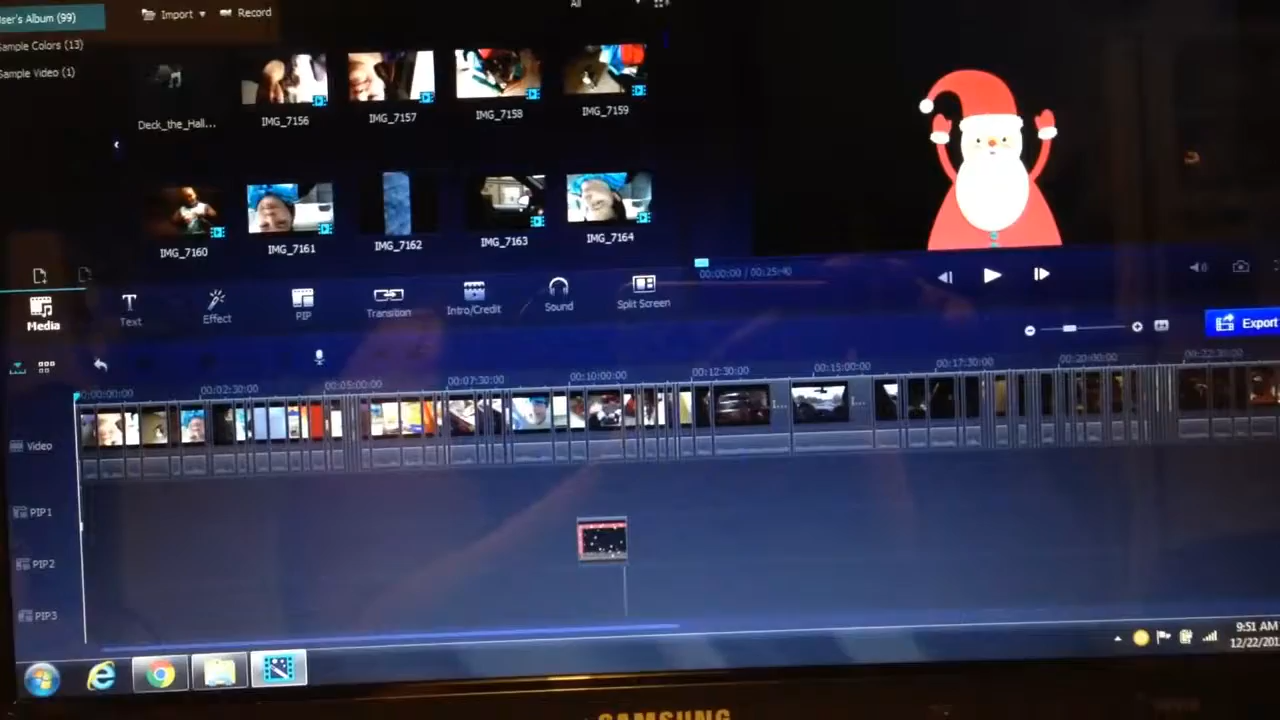 ser's Album (99)
Import
Record
All
Sample Colors (13)
Sample Video (1)
Deck_the_Hall...
IMG_7156
IMG_7157
IMG_7158
IMG_7159
IMG_7160
IMG_7161
IMG_7162
IMG_7163
IMG_7164
00:00:00 / 00:25:40
Media
Text
Effect
PIP
Transition
Intro/Credit
Sound
Split Screen
Export
00:00:00:00
00:02:30:00
00:05:00:00
00:07:30:00
00:10:00:00
00:12:30:00
00:15:00:00
00:17:30:00
00:20:00:00
00:22:30:00
Video
PIP1
PIP2
PIP3
9:51 AM
12/22/201
SAMSUNG